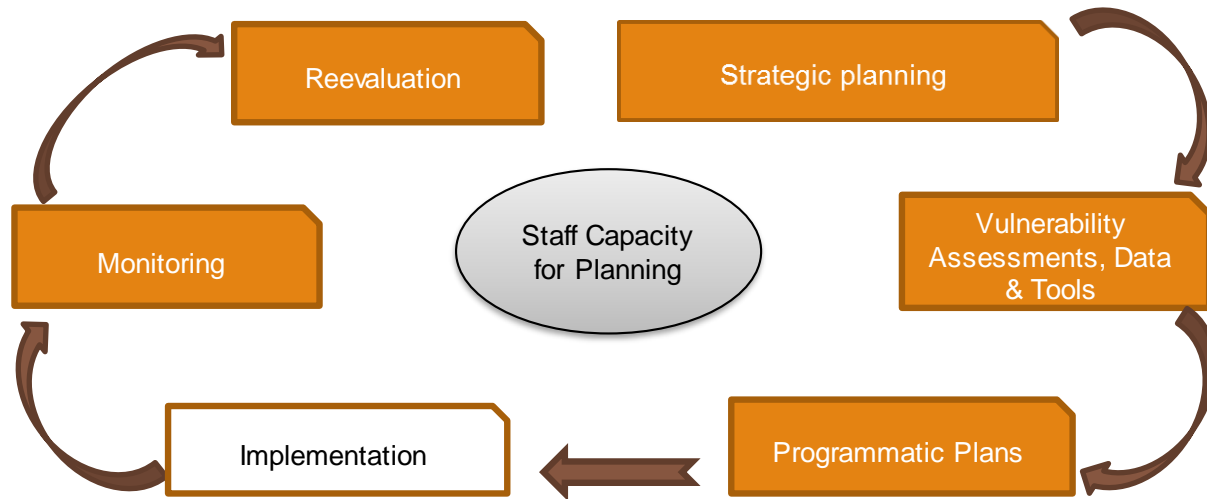 Reevaluation
Strategic planning
Staff Capacity
for Planning
Vulnerability
Assessments, Data
& Tools
Monitoring
Implementation
Programmatic Plans